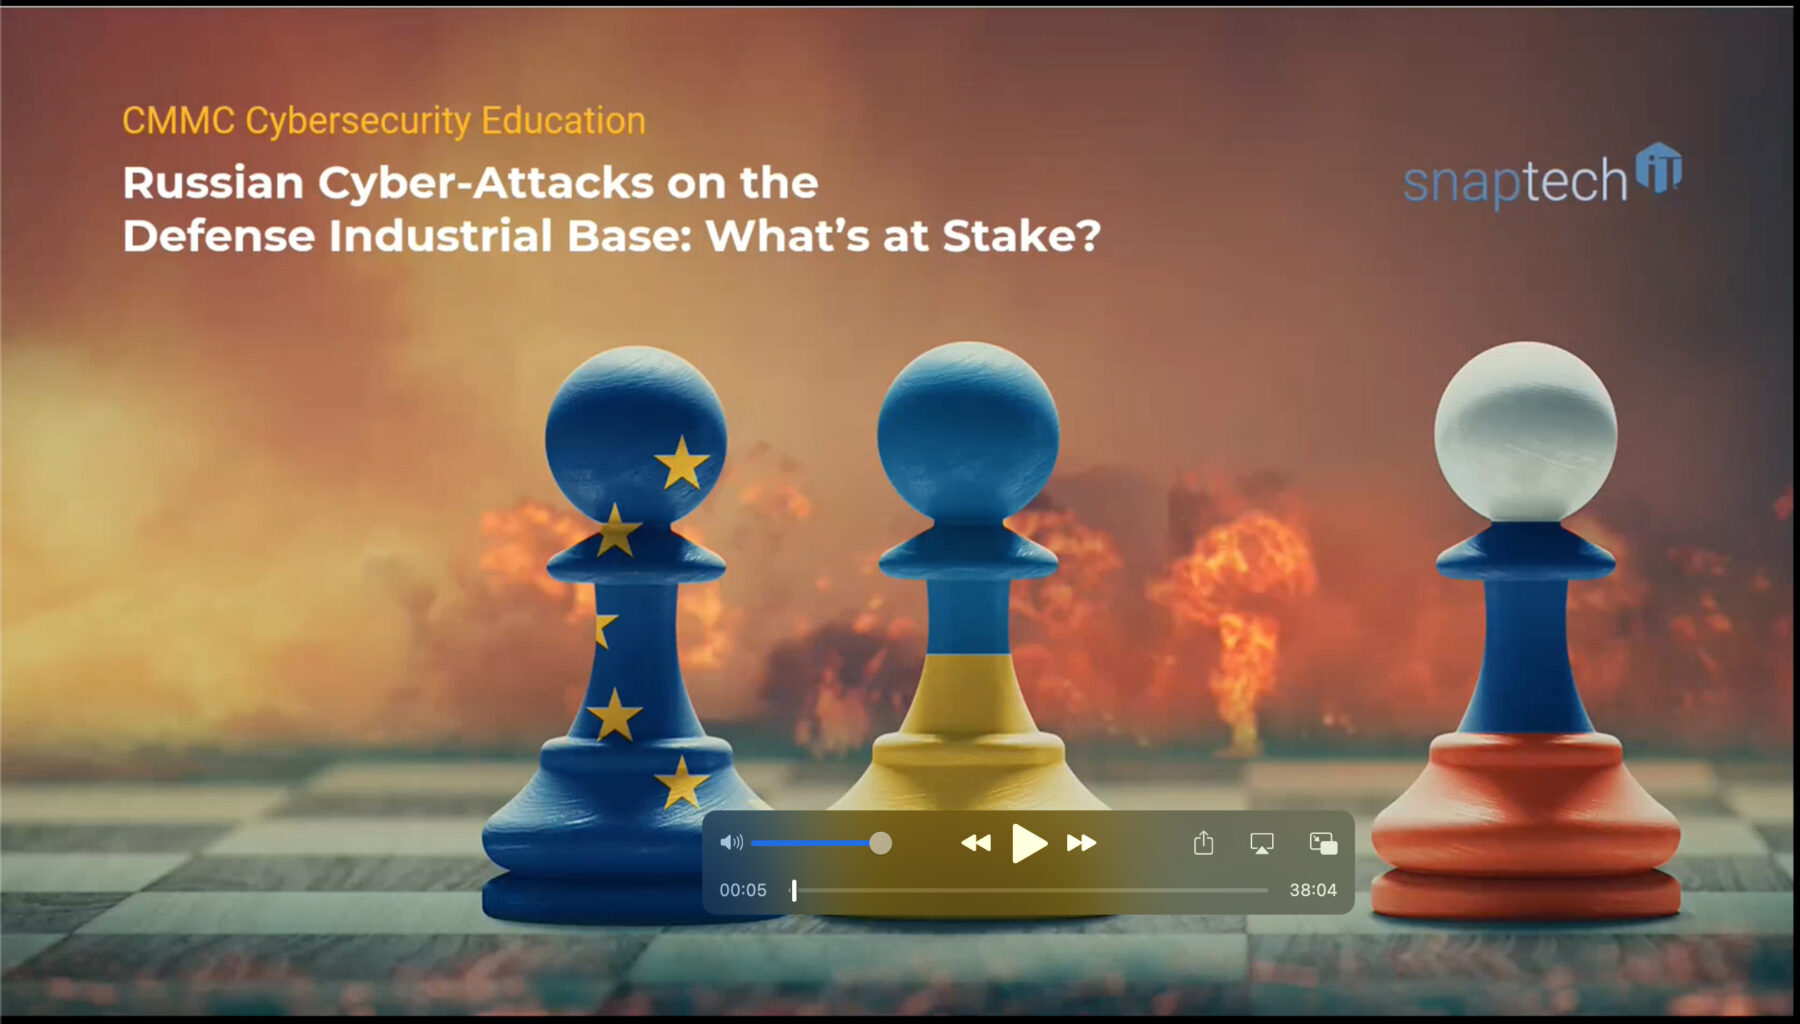 CMMC Cybersecurity Education
Russian Cyber-Attacks on the
Defense Industrial Base: What’s at Stake?
snaptech iT
00:05
38:04